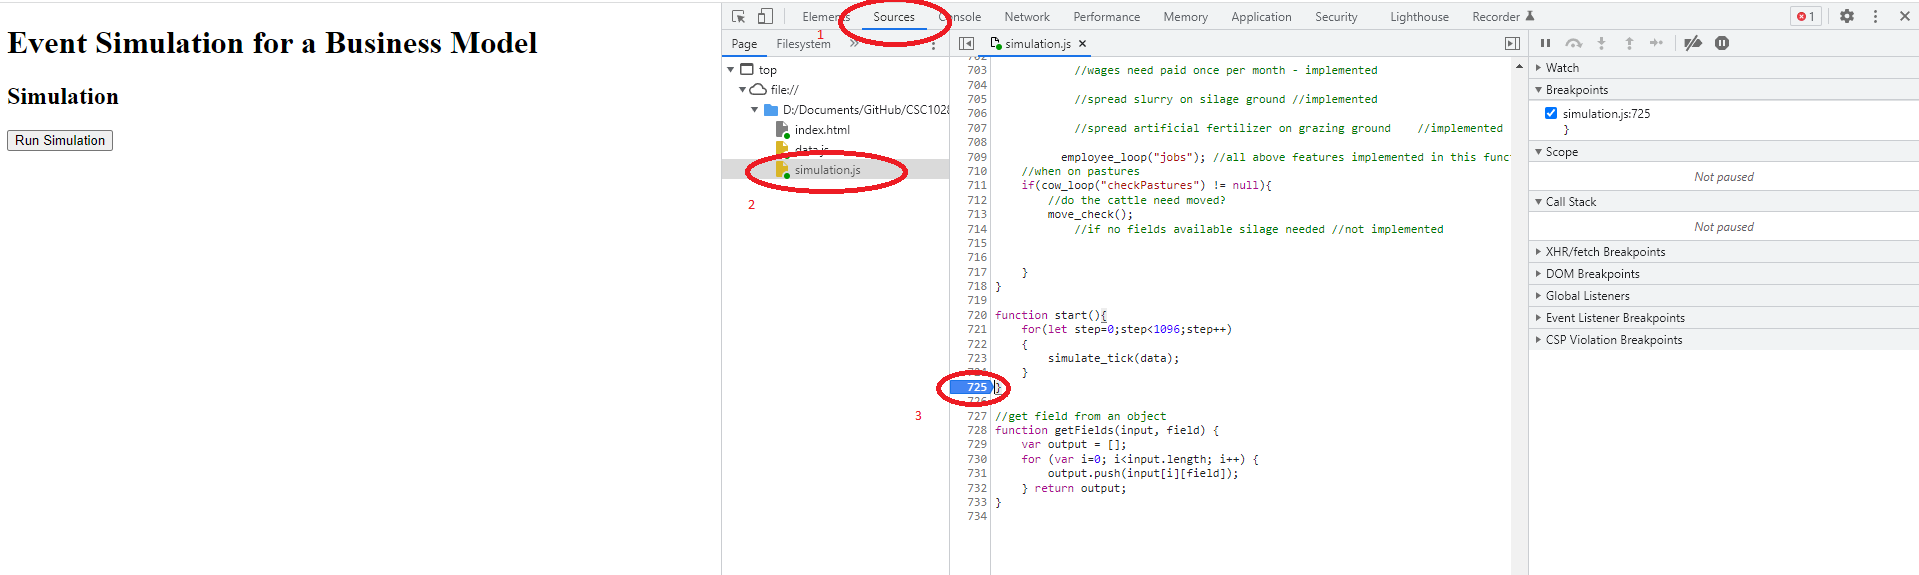 Event Simulation for a Business Model
Simulation
Run Simulation
Elements Sources Console Network Performance Memory Application Security Lighthouse Recorder 1
1
Page Filesystem »
top
file://
D:/Documents/GitHub/CSC1028
index.html
data.js
simulation.js
2
3
simulation.js ×
702
703 //wages need paid once per month - implemented
704
705 //spread slurry on silage ground //implemented
706
707 //spread artificial fertilizer on grazing ground //implemented
708
709 employee_loop("jobs"); //all above features implemented in this funct
710 //when on pastures
711 if(cow_loop("checkPastures") != null){
712 //do the cattle need moved?
713 move_check();
714 //if no fields available silage needed //not implemented
715
716
717 }
718 }
719
720 function start(){
721 for(let step=0;step<1096;step++)
722 {
723 simulate_tick(data);
724 }
725 }
726
727 //get field from an object
728 function getFields(input, field) {
729 var output = [];
730 for (var i=0; i<input.length; i++) {
731 output.push(input[i][field]);
732 } return output;
733 }
734
Watch
Breakpoints
simulation.js:725
}
Scope
Not paused
Call Stack
Not paused
XHR/fetch Breakpoints
DOM Breakpoints
Global Listeners
Event Listener Breakpoints
CSP Violation Breakpoints